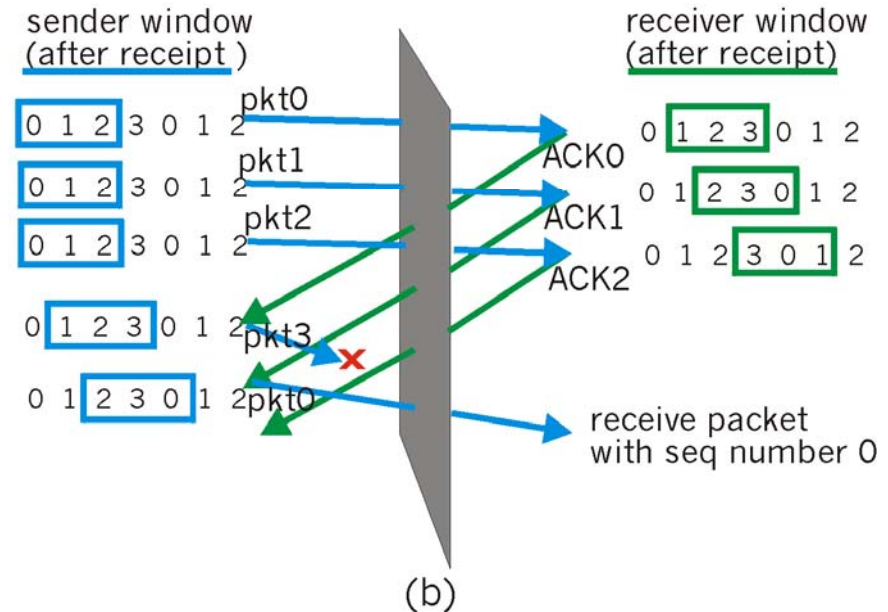 sender window
(after receipt )
0 1 2 3 0 1 2
pkt0
0 1 2 3 0 1 2
pkt1
0 1 2 3 0 1 2
pkt2
0 1 2 3 0 1 2
pkt3
x
0 1 2 3 0 1 2
pkt0
receiver window
(after receipt)
ACK0
0 1 2 3 0 1 2
ACK1
0 1 2 3 0 1 2
ACK2
0 1 2 3 0 1 2
receive packet
with seq number 0
(b)